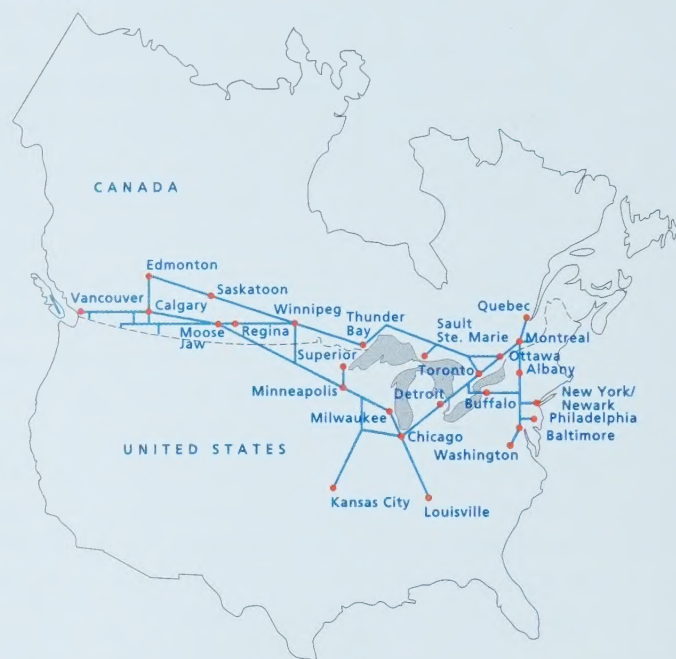 CANADA
Edmonton
Saskatoon
Vancouver
Calgary
Winnipeg
Thunder
Bay
Sault
Ste. Marie
Quebec
Moose
Jaw
Regina
Montreal
Superior
Ottawa
Toronto
Albany
Minneapolis
Detroit
Buffalo
New York/
Newark
Milwaukee
Philadelphia
UNITED STATES
Chicago
Baltimore
Washington
Kansas City
Louisville